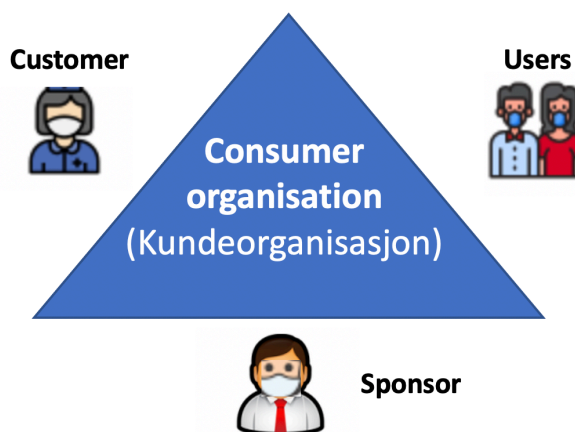 Customer
Users
Consumer
organisation
(Kundeorganisasjon)
Sponsor